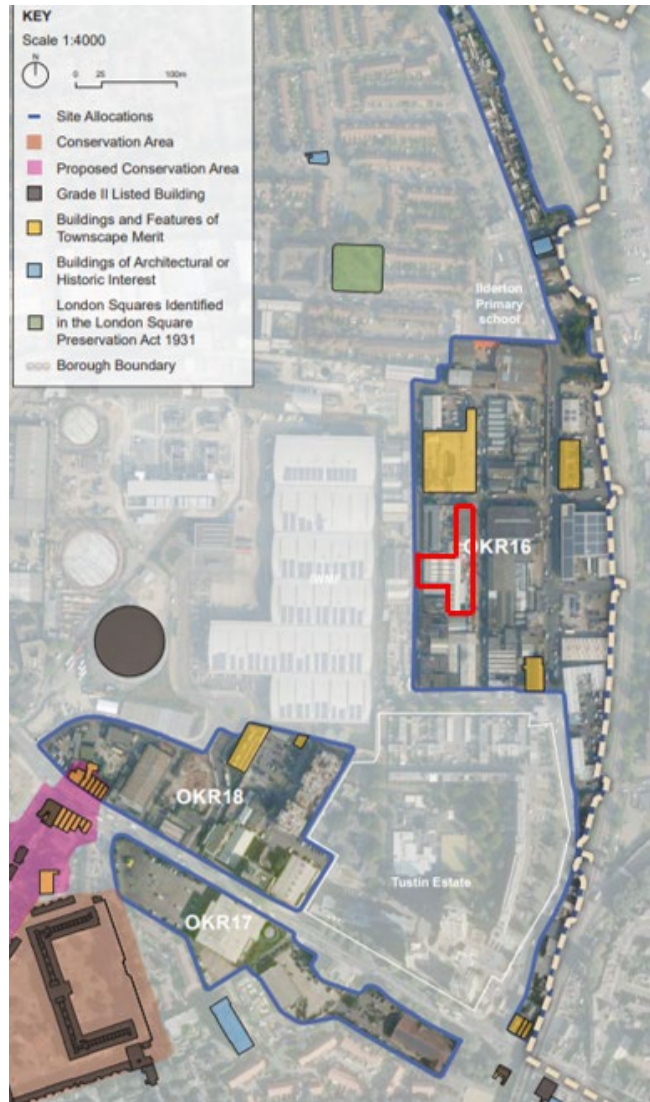 KEY
Scale 1:4000
N
0 25 100m
Site Allocations
Conservation Area
Proposed Conservation Area
Grade II Listed Building
Buildings and Features of
Townscape Merit
Buildings of Architectural or
Historic Interest
London Squares Identified
in the London Square
Preservation Act 1931
Borough Boundary
Ilderton
Primary
school
OKR16
IWMF
OKR18
Tustin Estate
OKR17